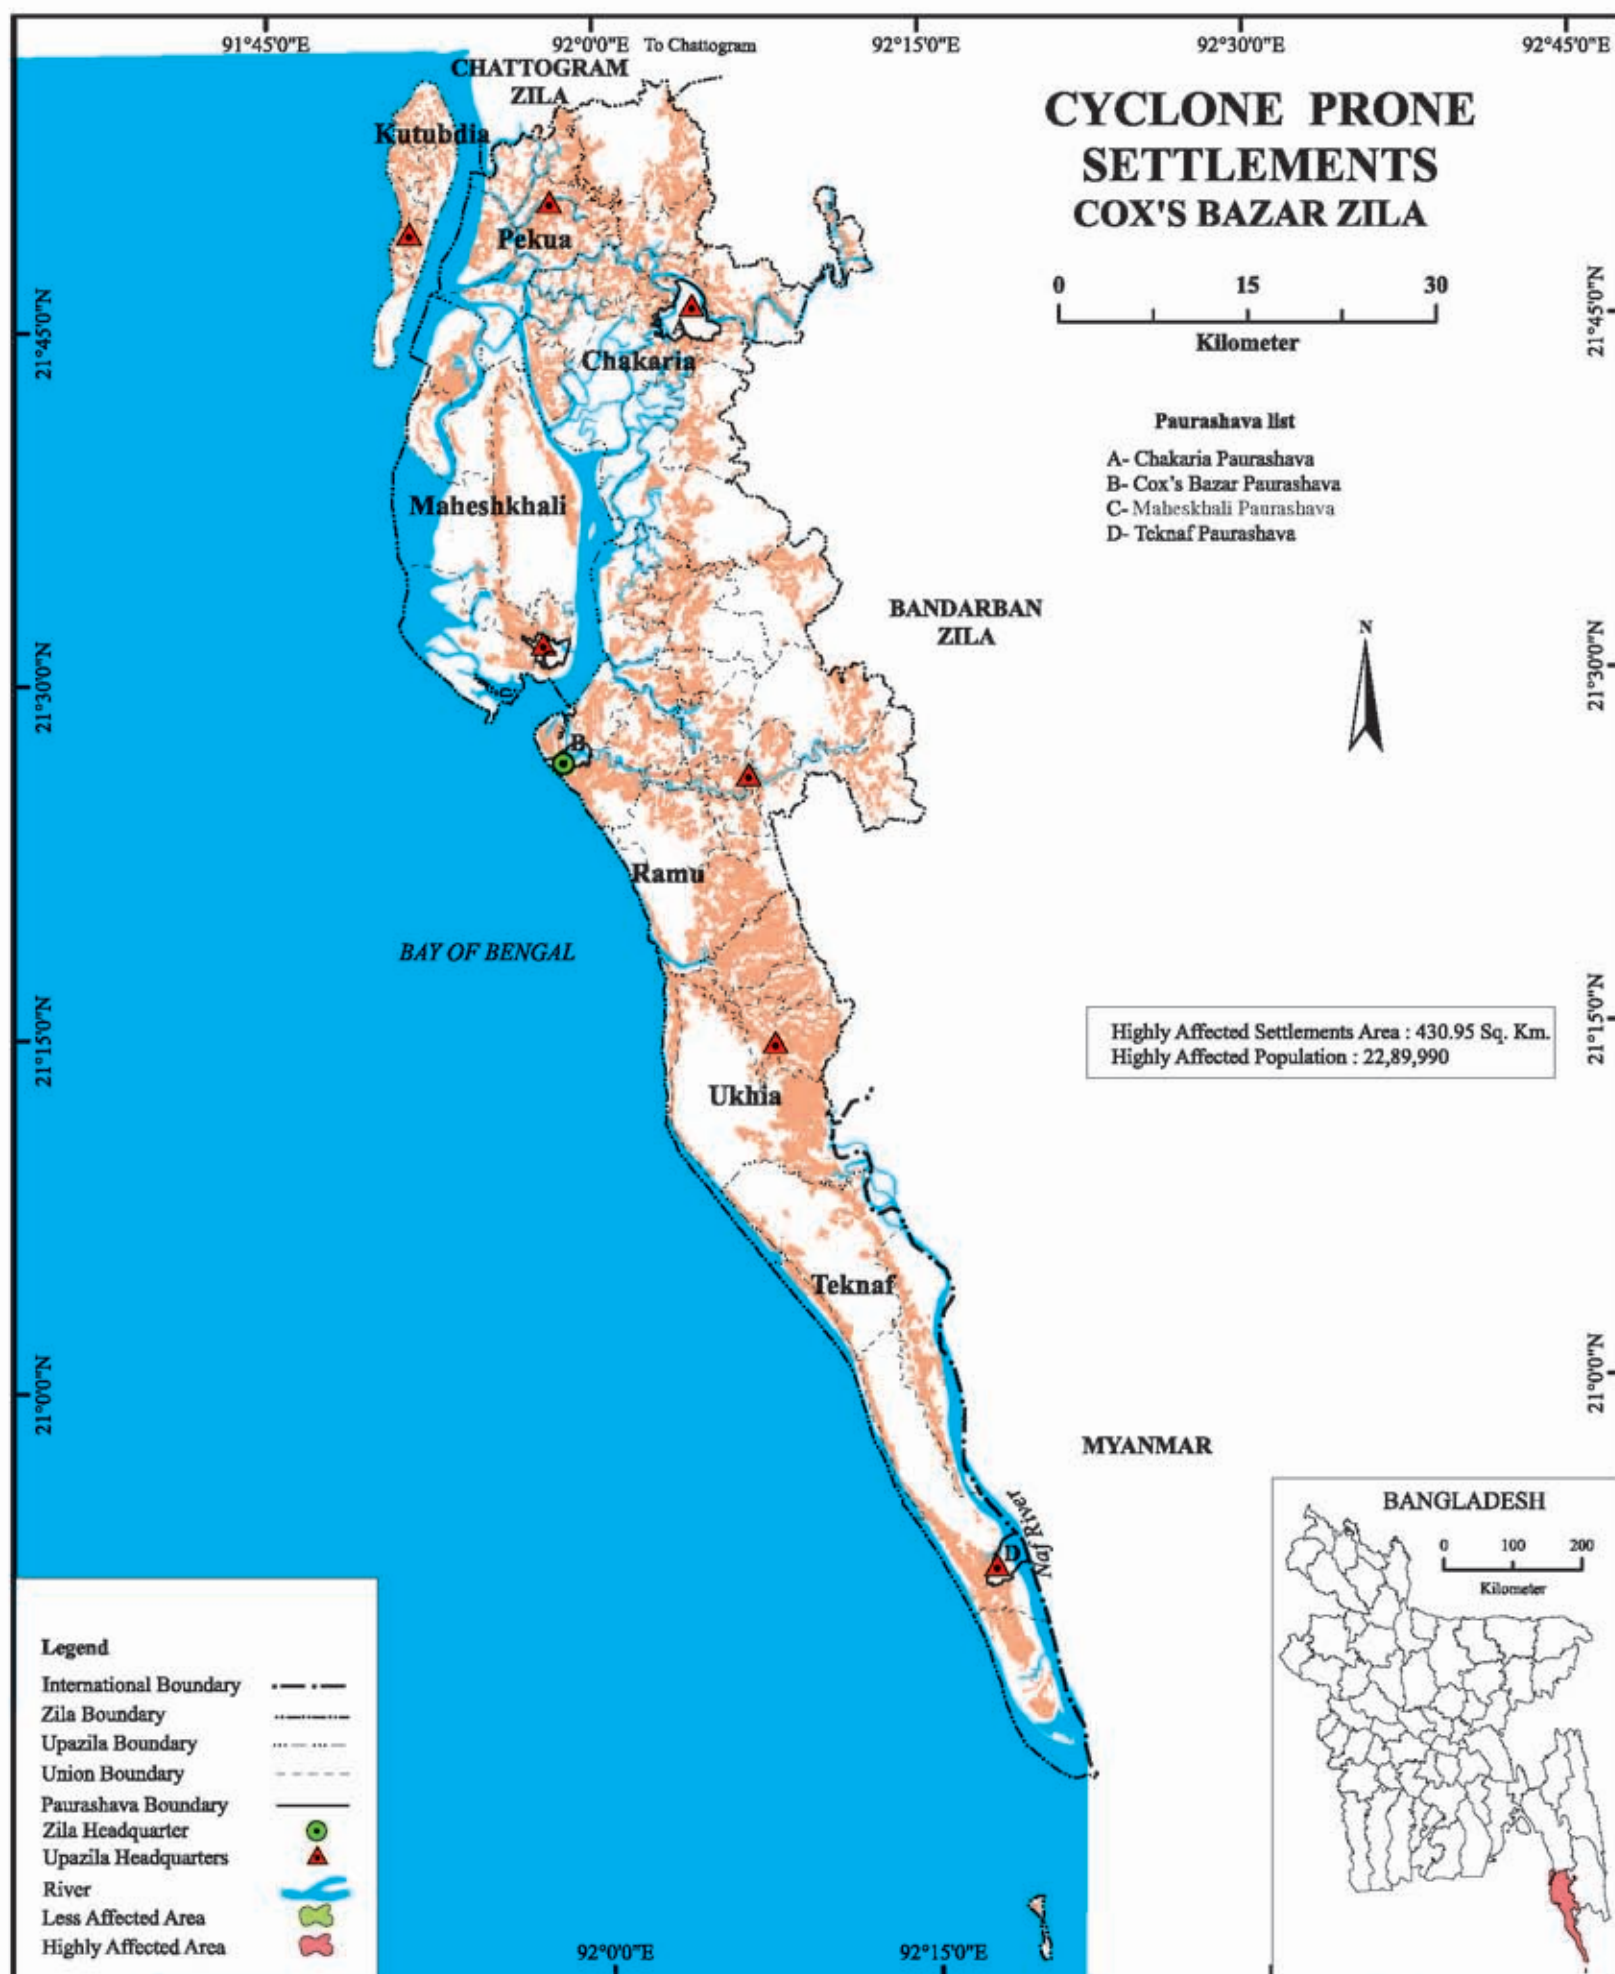 91°45'0"E
92°0'0"E
To Chattogram
92°15'0"E
92°30'0"E
92°45'0"E
CHATTOGRAM
ZILA
CYCLONE PRONE
SETTLEMENTS
COX'S BAZAR ZILA
Kutubdia
Pekua
0 15 30
Kilometer
21°45'0"N
21°45'0"N
A
Chakaria
Paurashava list
A- Chakaria Paurashava
B- Cox's Bazar Paurashava
C- Maheskhali Paurashava
D- Teknaf Paurashava
Maheshkhali
BANDARBAN
ZILA
N
21°30'0"N
21°30'0"N
C
B
Ramu
BAY OF BENGAL
21°15'0"N
21°15'0"N
Highly Affected Settlements Area : 430.95 Sq. Km.
Highly Affected Population : 22,89,990
Ukhia
Teknaf
21°0'0"N
21°0'0"N
MYANMAR
Naf River
D
BANGLADESH
0 100 200
Kilometer
Legend
International Boundary
Zila Boundary
Upazila Boundary
Union Boundary
Paurashava Boundary
Zila Headquarter
Upazila Headquarters
River
Less Affected Area
Highly Affected Area
92°0'0"E
92°15'0"E